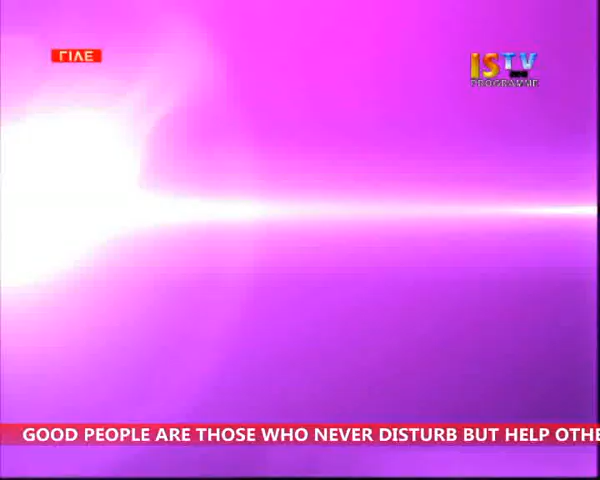 LIVE
ISTV
PROGRAMME
GOOD PEOPLE ARE THOSE WHO NEVER DISTURB BUT HELP OTHE